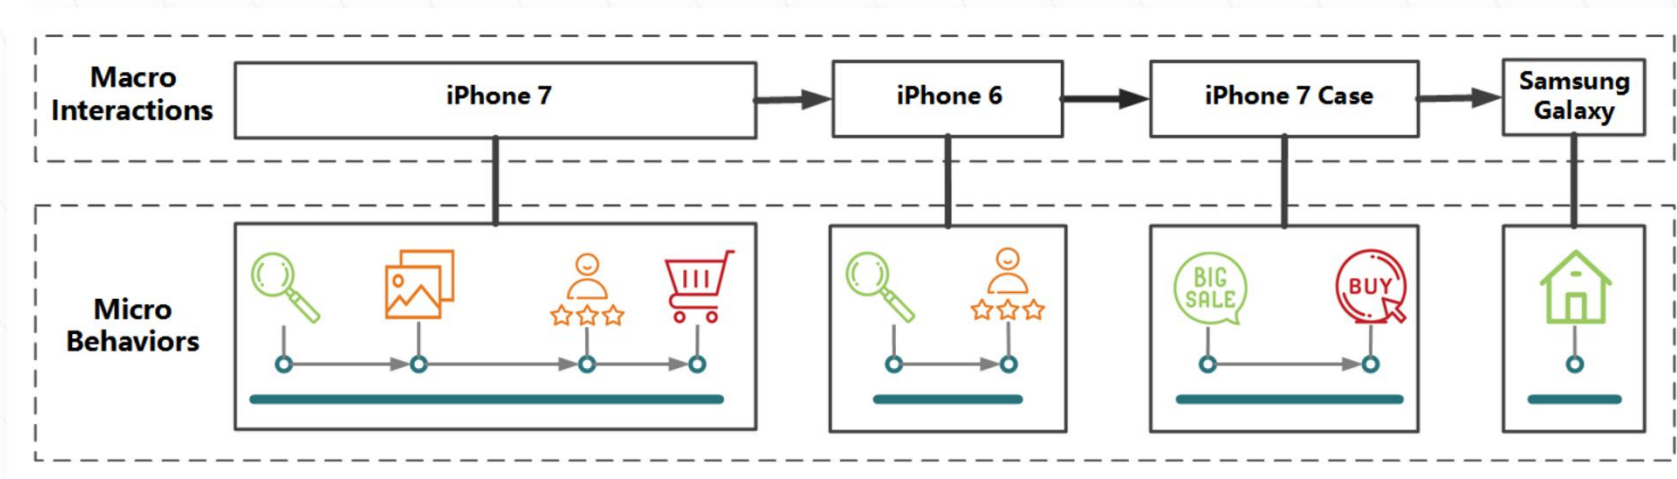 Macro
Interactions
iPhone 7
iPhone 6
iPhone 7 Case
Samsung
Galaxy
Micro
Behaviors
BIG
SALE
BUY